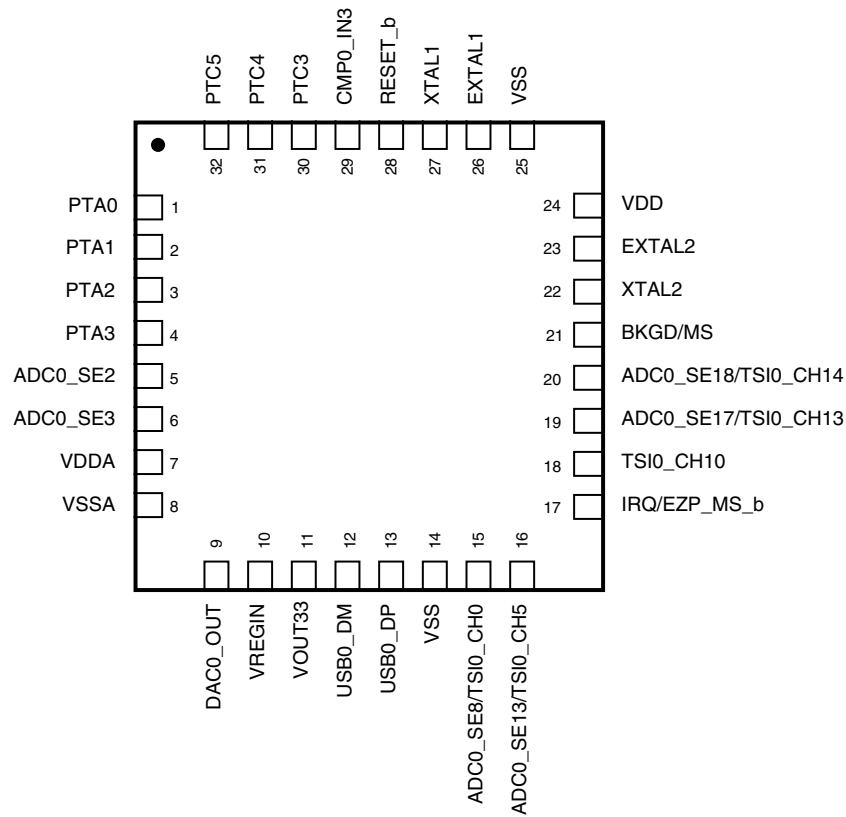 PTC5
PTC4
PTC3
CMP0_IN3
RESET_b
XTAL1
EXTAL1
VSS
32
31
30
29
28
27
26
25
PTA0 1
PTA1 2
PTA2 3
PTA3 4
ADC0_SE2 5
ADC0_SE3 6
VDDA 7
VSSA 8
24 VDD
23 EXTAL2
22 XTAL2
21 BKGD/MS
20 ADC0_SE18/TSI0_CH14
19 ADC0_SE17/TSI0_CH13
18 TSI0_CH10
17 IRQ/EZP_MS_b
9
10
11
12
13
14
15
16
DAC0_OUT
VREGIN
VOUT33
USB0_DM
USB0_DP
VSS
ADC0_SE8/TSI0_CH0
ADC0_SE13/TSI0_CH5